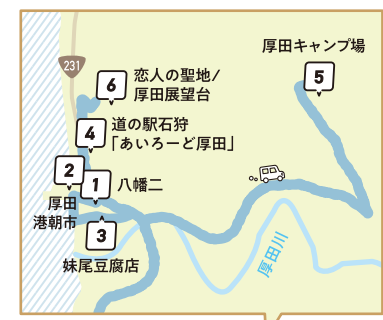 厚田キャンプ場
5
231
6
恋人の聖地/
厚田展望台
4
道の駅石狩
「あいろーど厚田」
2
1
八幡二
厚田
港朝市
3
妹尾豆腐店
厚田川